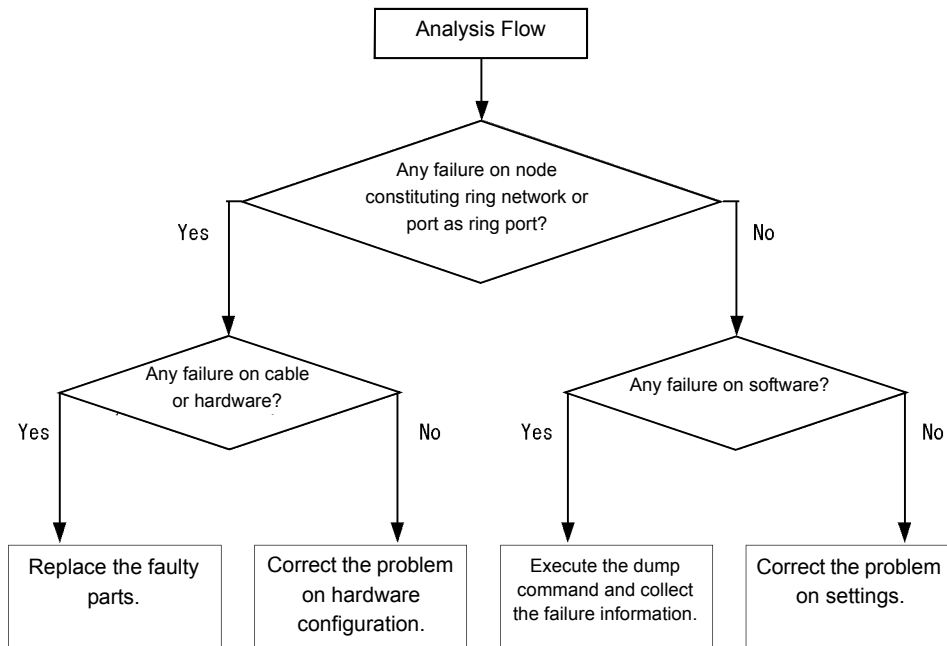 Analysis Flow
Any failure on node
constituting ring network or
port as ring port?
Yes
No
Any failure on cable
or hardware?
Any failure on software?
Yes
No
Yes
No
Replace the faulty
parts.
Correct the problem
on hardware
configuration.
Execute the dump
command and collect
the failure information.
Correct the problem
on settings.